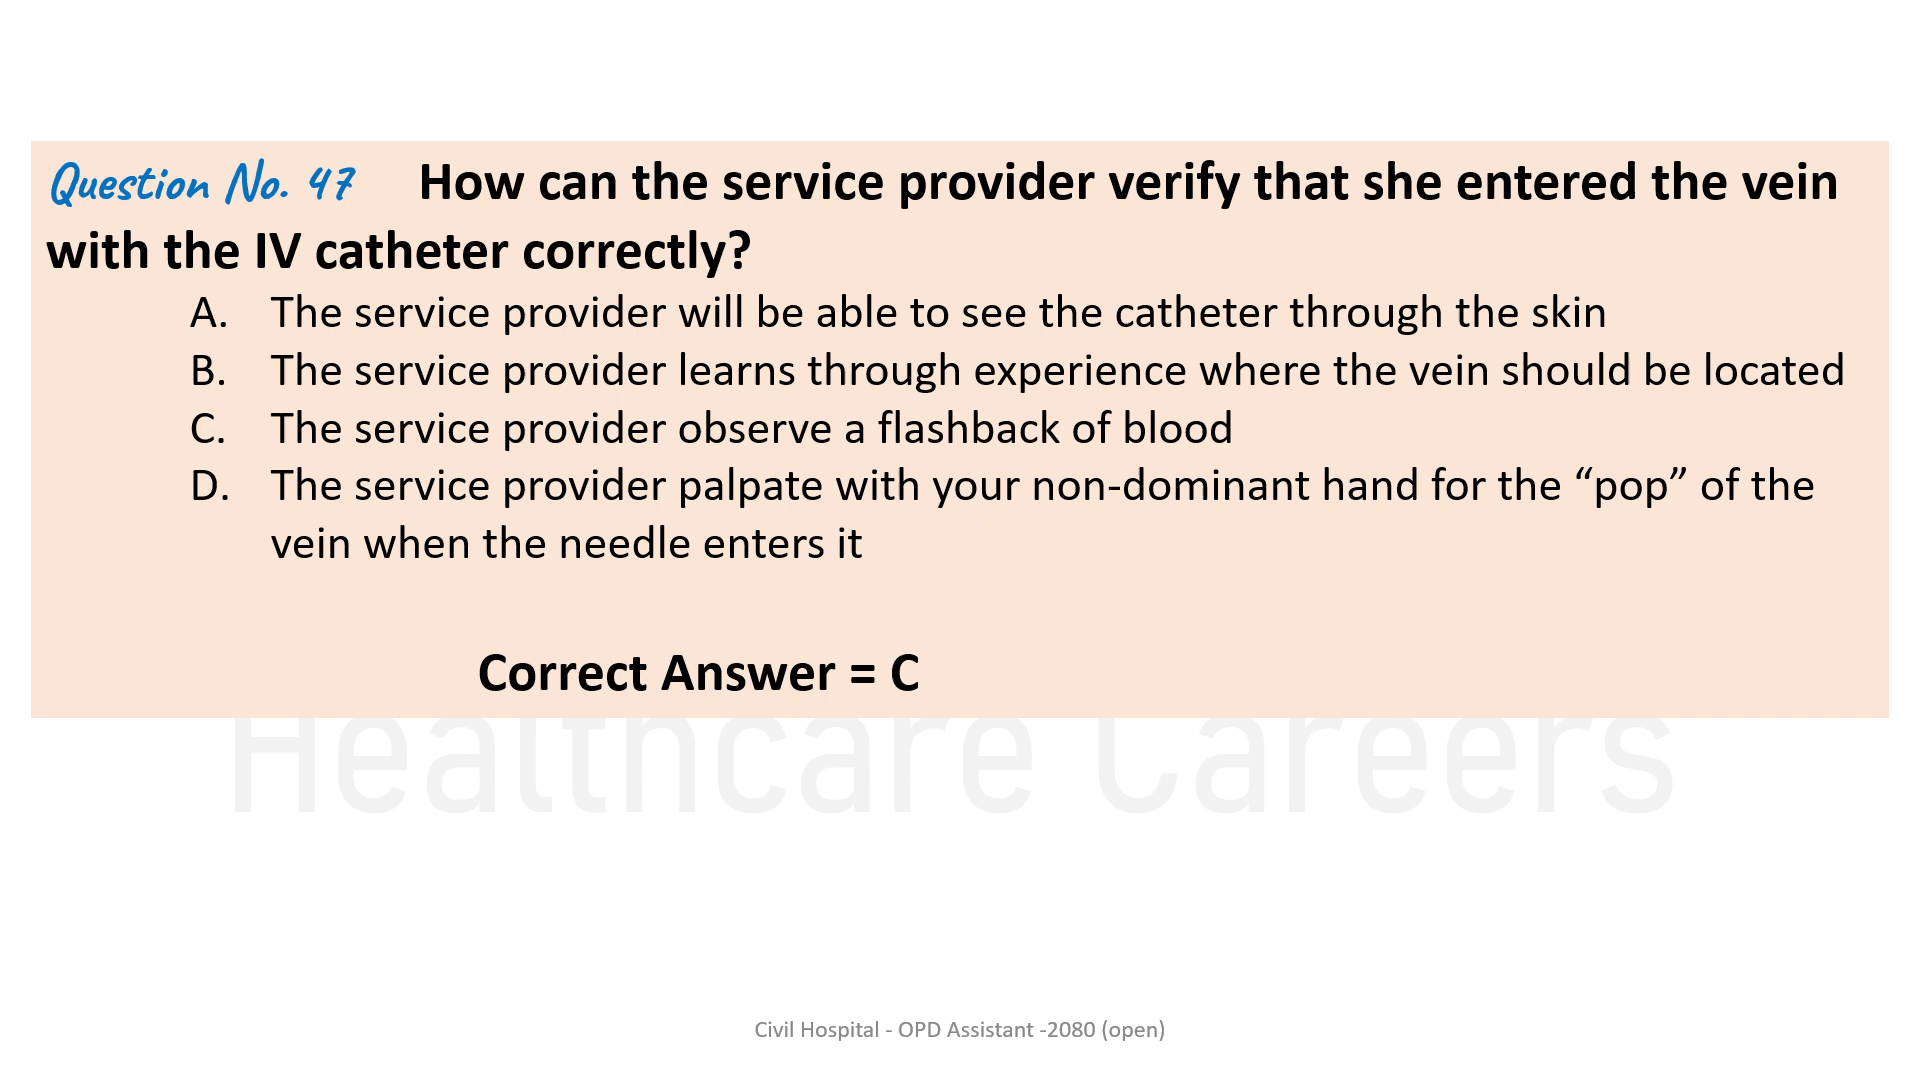 Question No. 47 How can the service provider verify that she entered the vein
with the IV catheter correctly?
A. The service provider will be able to see the catheter through the skin
B. The service provider learns through experience where the vein should be located
C. The service provider observe a flashback of blood
D. The service provider palpate with your non-dominant hand for the “pop” of the
vein when the needle enters it
Correct Answer = C
Healthcare Careers
Civil Hospital - OPD Assistant -2080 (open)